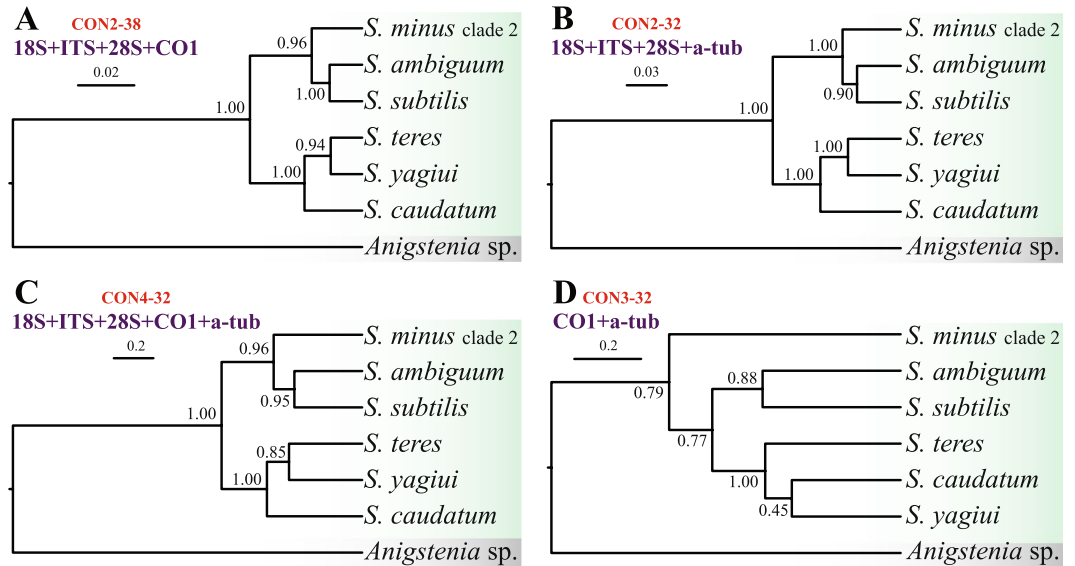 A
CON2-38
18S+ITS+28S+CO1
0.02
0.96
1.00
1.00
0.94
1.00
S. minus clade 2
S. ambiguum
S. subtilis
S. teres
S. yagiui
S. caudatum
Anigstenia sp.
B
CON2-32
18S+ITS+28S+a-tub
0.03
1.00
0.90
1.00
1.00
1.00
S. minus clade 2
S. ambiguum
S. subtilis
S. teres
S. yagiui
S. caudatum
Anigstenia sp.
C
CON4-32
18S+ITS+28S+CO1+a-tub
0.2
0.96
0.95
1.00
0.85
1.00
S. minus clade 2
S. ambiguum
S. subtilis
S. teres
S. yagiui
S. caudatum
Anigstenia sp.
D
CON3-32
CO1+a-tub
0.2
0.79
0.88
0.77
1.00
0.45
S. minus clade 2
S. ambiguum
S. subtilis
S. teres
S. caudatum
S. yagiui
Anigstenia sp.